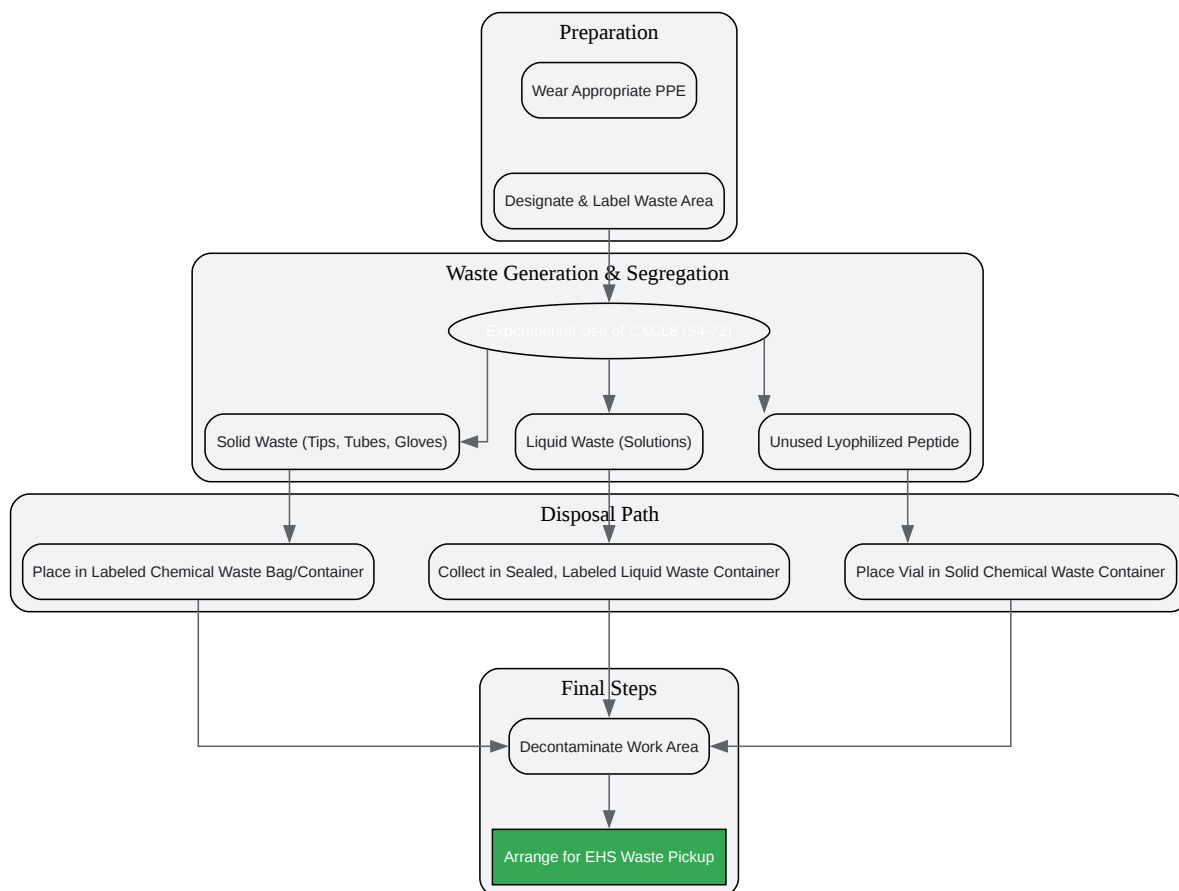 Preparation
Wear Appropriate PPE
Designate & Label Waste Area
Waste Generation & Segregation
Experimental Use of CXCL8 (54-72)
Solid Waste (Tips, Tubes, Gloves)
Liquid Waste (Solutions)
Unused Lyophilized Peptide
Disposal Path
Place in Labeled Chemical Waste Bag/Container
Collect in Sealed, Labeled Liquid Waste Container
Place Vial in Solid Chemical Waste Container
Final Steps
Decontaminate Work Area
Arrange for EHS Waste Pickup